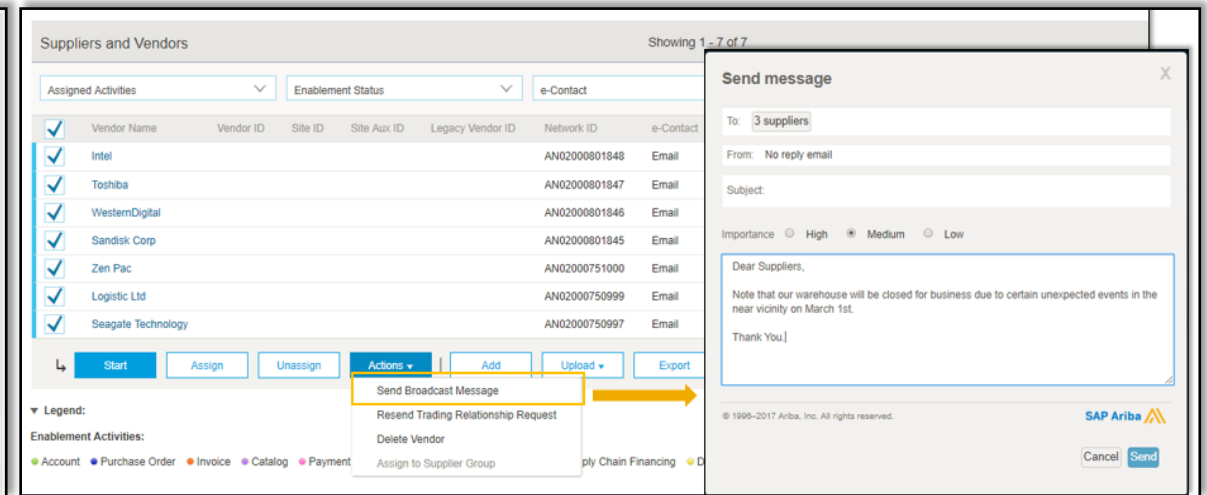 Suppliers and Vendors
Showing 1 - 7 of 7
Assigned Activities
Enablement Status
e-Contact
Vendor Name Vendor ID Site ID Site Aux ID Legacy Vendor ID Network ID e-Contact
Intel AN02000801848 Email
Toshiba AN02000801847 Email
WesternDigital AN02000801846 Email
Sandisk Corp AN02000801845 Email
Zen Pac AN02000751000 Email
Logistic Ltd AN02000750999 Email
Seagate Technology AN02000750997 Email
Start Assign Unassign Actions Add Upload Export
Send Broadcast Message
Resend Trading Relationship Request
Delete Vendor
Assign to Supplier Group
Legend:
Enablement Activities:
Account Purchase Order Invoice Catalog Payment ply Chain Financing D
Send message
X
To: 3 suppliers
From: No reply email
Subject:
Importance High Medium Low
Dear Suppliers,
Note that our warehouse will be closed for business due to certain unexpected events in the
near vicinity on March 1st.
Thank You.
© 1996–2017 Ariba, Inc. All rights reserved.
SAP Ariba
Cancel Send